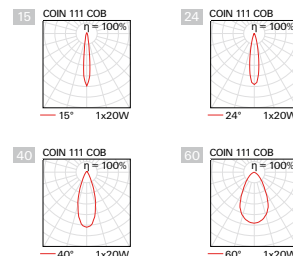 15 COIN 111 COB
η = 100%
15° 1x20W
24 COIN 111 COB
η = 100%
24° 1x20W
40 COIN 111 COB
η = 100%
40° 1x20W
60 COIN 111 COB
η = 100%
60° 1x20W